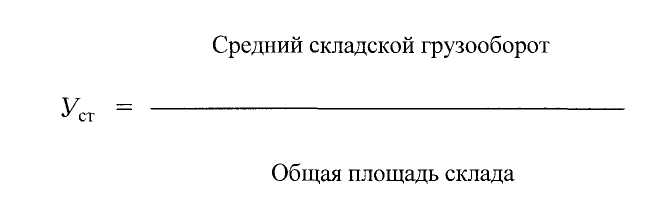 Средний складской грузооборот
Уст =
Общая площадь склада